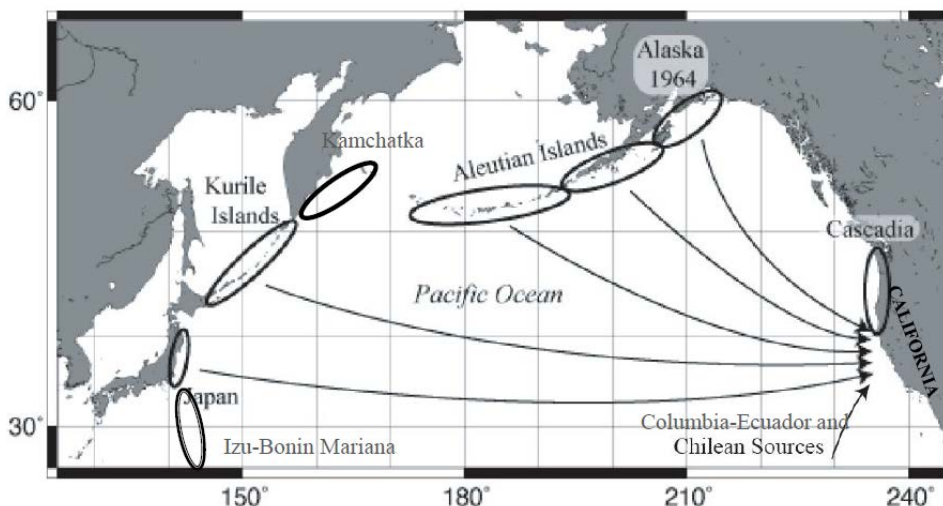 Alaska
1964
60°
Kamchatka
Aleutian Islands
Kurile
Islands
Cascadia
Pacific Ocean
CALIFORNIA
Japan
Columbia-Ecuador and
Chilean Sources
30°
Izu-Bonin Mariana
150°
180°
210°
240°